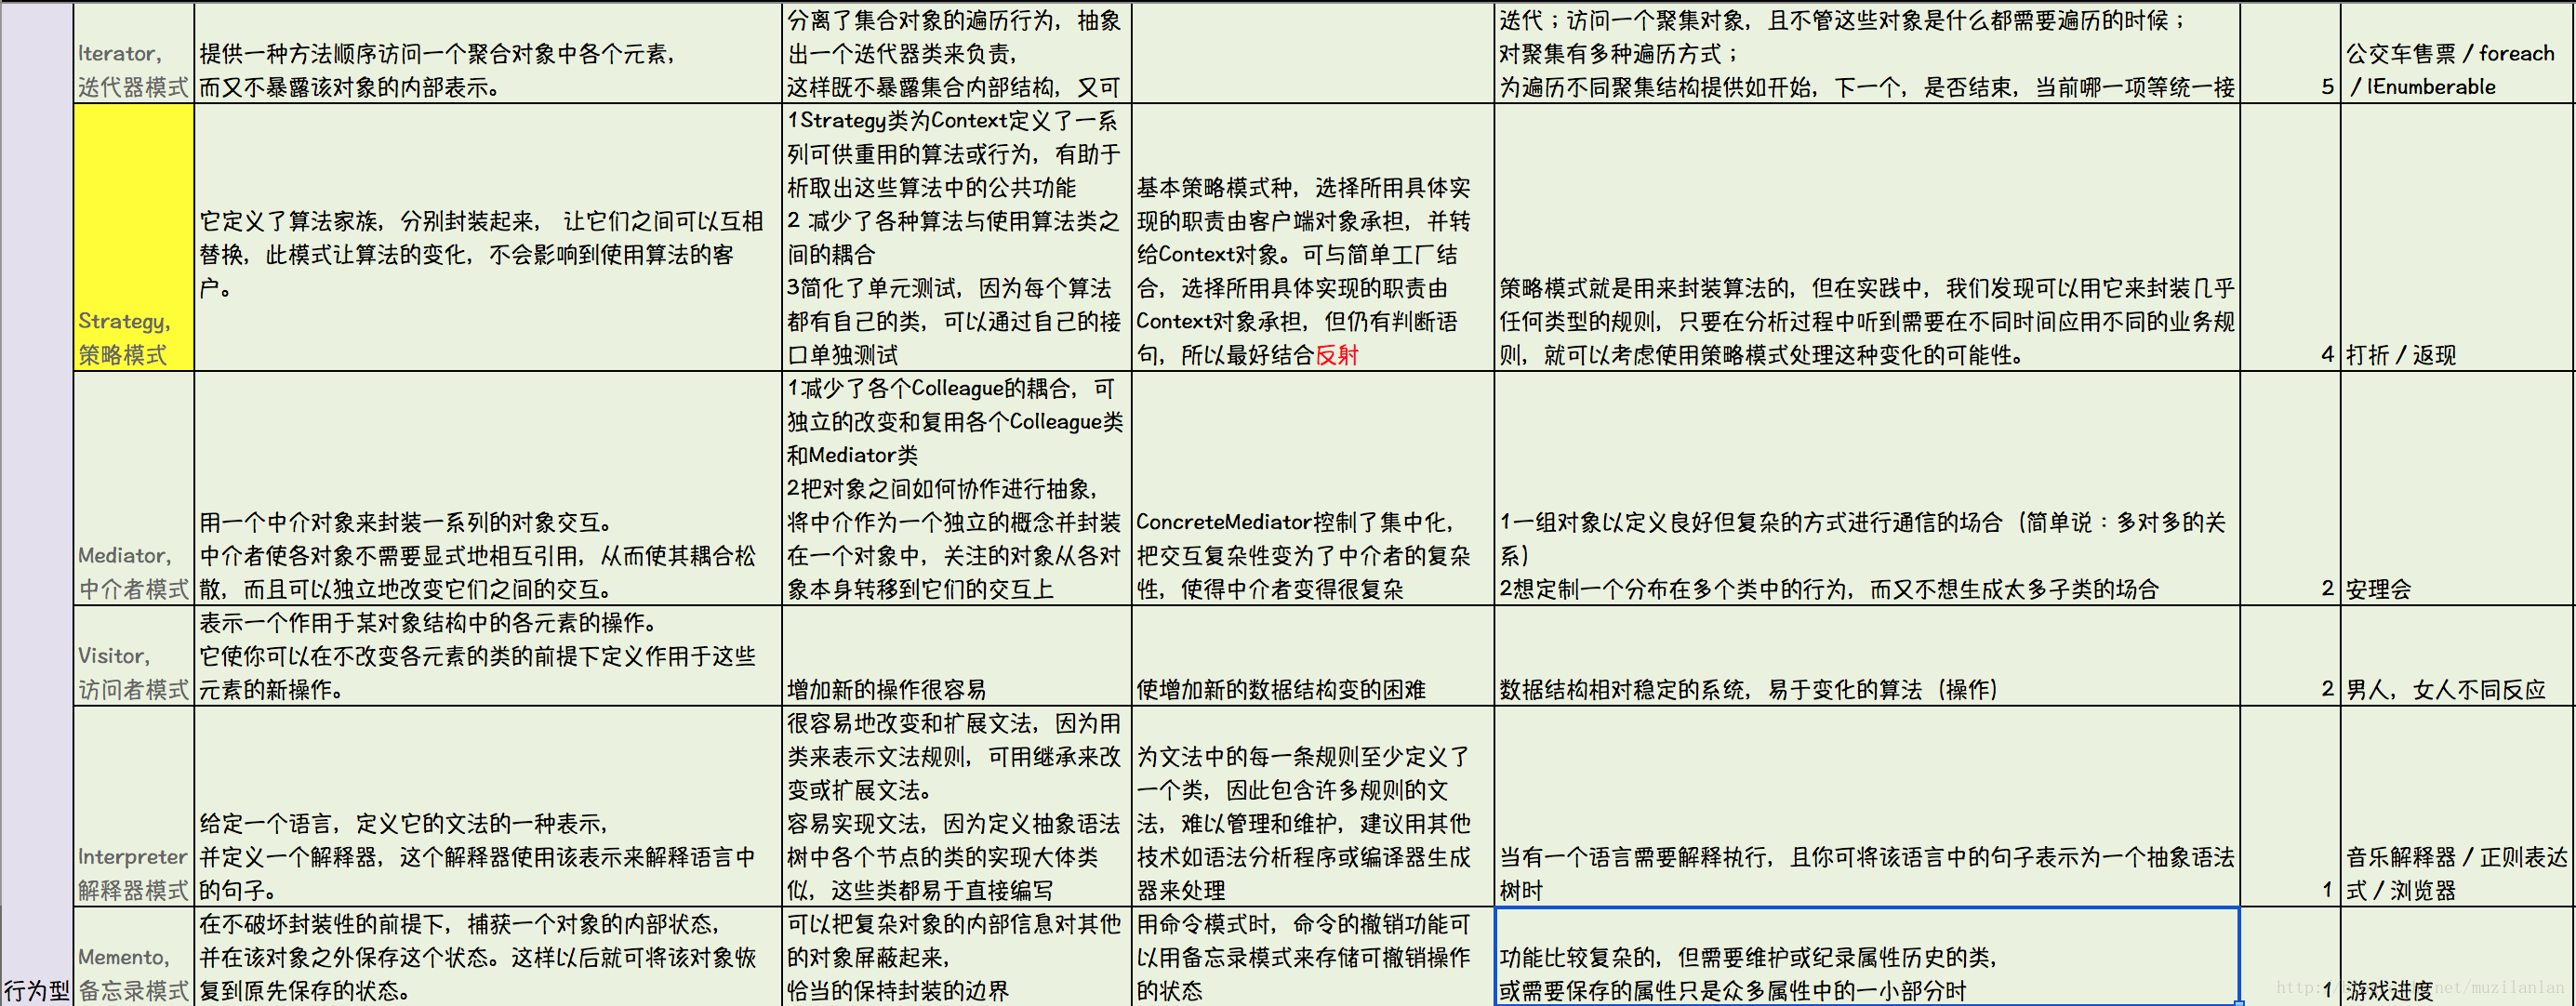 Iterator,
迭代器模式
提供一种方法顺序访问一个聚合对象中各个元素，
而又不暴露该对象的内部表示。
分离了集合对象的遍历行为，抽象
出一个迭代器类来负责，
这样既不暴露集合内部结构，又可
迭代；访问一个聚集对象，且不管这些对象是什么都需要遍历的时候；
对聚集有多种遍历方式；
为遍历不同聚集结构提供如开始，下一个，是否结束，当前哪一项等统一接
5
公交车售票 / foreach
/ IEnumberable
Strategy,
策略模式
它定义了算法家族，分别封装起来， 让它们之间可以互相
替换，此模式让算法的变化，不会影响到使用算法的客
户。
1Strategy类为Context定义了一系
列可供重用的算法或行为，有助于
析取出这些算法中的公共功能
2 减少了各种算法与使用算法类之
间的耦合
3简化了单元测试，因为每个算法
都有自己的类，可以通过自己的接
口单独测试
基本策略模式种，选择所用具体实
现的职责由客户端对象承担，并转
给Context对象。可与简单工厂结
合，选择所用具体实现的职责由
Context对象承担，但仍有判断语
句，所以最好结合反射
策略模式就是用来封装算法的，但在实践中，我们发现可以用它来封装几乎
任何类型的规则，只要在分析过程中听到需要在不同时间应用不同的业务规
则，就可以考虑使用策略模式处理这种变化的可能性。
4
打折 / 返现
Mediator,
中介者模式
用一个中介对象来封装一系列的对象交互。
中介者使各对象不需要显式地相互引用，从而使其耦合松
散，而且可以独立地改变它们之间的交互。
1减少了各个Colleague的耦合，可
独立的改变和复用各个Colleague类
和Mediator类
2把对象之间如何协作进行抽象，
将中介作为一个独立的概念并封装
在一个对象中，关注的对象从各对
象本身转移到它们的交互上
ConcreteMediator控制了集中化，
把交互复杂性变为了中介者的复杂
性，使得中介者变得很复杂
1一组对象以定义良好但复杂的方式进行通信的场合（简单说：多对多的关
系）
2想定制一个分布在多个类中的行为，而又不想生成太多子类的场合
2
安理会
Visitor,
访问者模式
表示一个作用于某对象结构中的各元素的操作。
它使你可以在不改变各元素的类的前提下定义作用于这些
元素的新操作。
增加新的操作很容易
使增加新的数据结构变的困难
数据结构相对稳定的系统，易于变化的算法（操作）
2
男人，女人不同反应
Interpreter
解释器模式
给定一个语言，定义它的文法的一种表示，
并定义一个解释器，这个解释器使用该表示来解释语言中
的句子。
很容易地改变和扩展文法，因为用
类来表示文法规则，可用继承来改
变或扩展文法。
容易实现文法，因为定义抽象语法
树中各个节点的类的实现大体类
似，这些类都易于直接编写
为文法中的每一条规则至少定义了
一个类，因此包含许多规则的文
法，难以管理和维护，建议用其他
技术如语法分析程序或编译器生成
器来处理
当有一个语言需要解释执行，且你可将该语言中的句子表示为一个抽象语法
树时
1
音乐解释器 / 正则表达
式 / 浏览器
行为型
Memento,
备忘录模式
在不破坏封装性的前提下，捕获一个对象的内部状态，
并在该对象之外保存这个状态。这样以后就可将该对象恢
复到原先保存的状态。
可以把复杂对象的内部信息对其他
的对象屏蔽起来，
恰当的保持封装的边界
用命令模式时，命令的撤销功能可
以用备忘录模式来存储可撤销操作
的状态
功能比较复杂的，但需要维护或纪录属性历史的类，
或需要保存的属性只是众多属性中的一小部分时
1
游戏进度